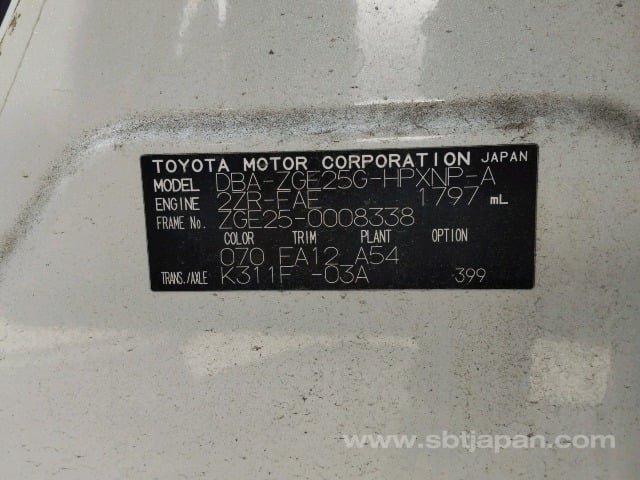 TOYOTA MOTOR CORPORATION JAPAN
MODEL DBA-ZGE25G-HPXNP-A
ENGINE 2ZR-FAE 1797 mL
FRAME No. ZGE25-0008338
COLOR TRIM PLANT OPTION
070 FA12 A54
TRANS./AXLE K311F -03A 399
www.sbtjapan.com